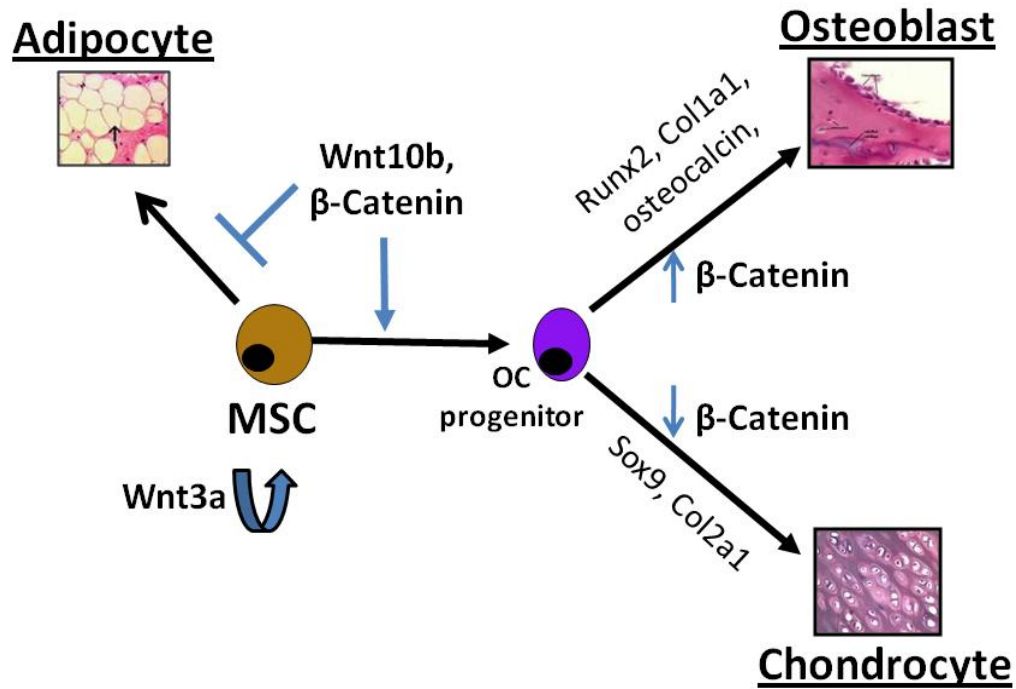 Adipocyte
Osteoblast
Wnt10b,
β-Catenin
Runx2, Col1a1,
osteocalcin,
β-Catenin
MSC
OC
progenitor
β-Catenin
Wnt3a
Sox9, Col2a1
Chondrocyte